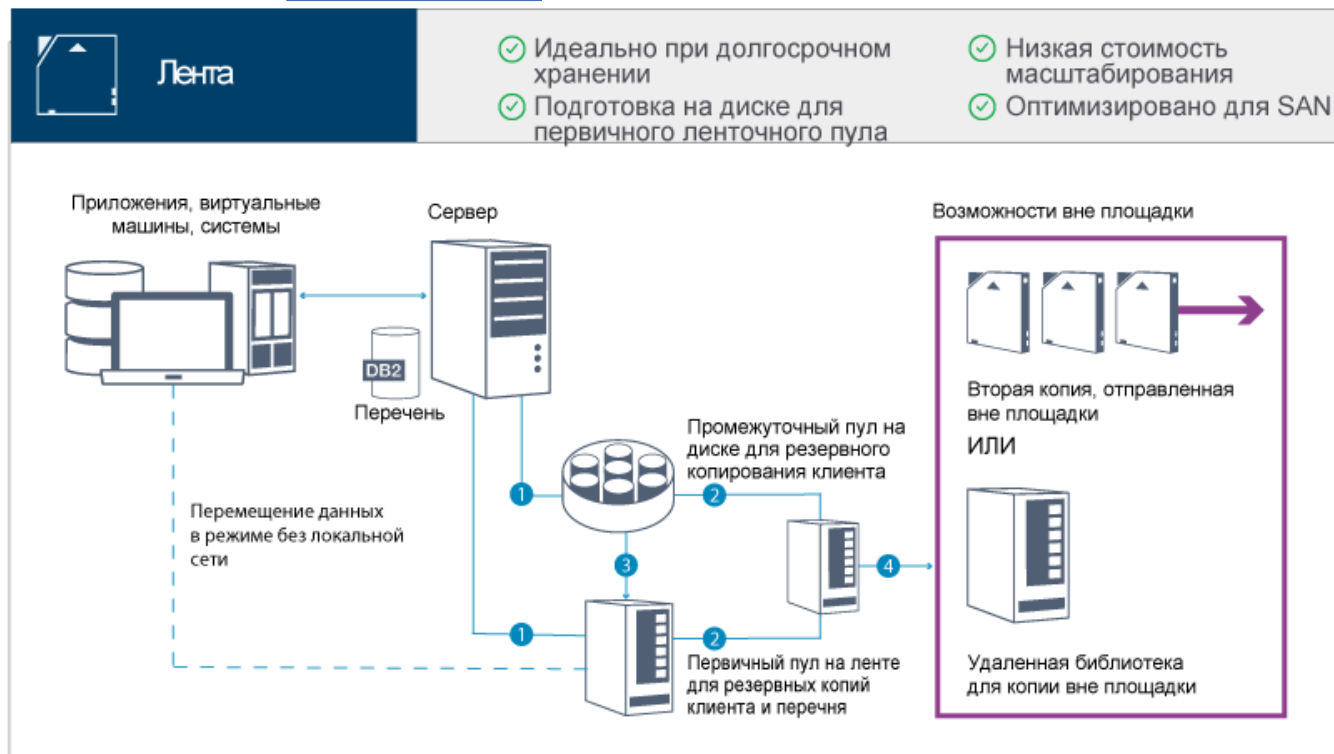 Лента
Идеально при долгосрочном
хранении
Подготовка на диске для
первичного ленточного пула
Низкая стоимость
масштабирования
Оптимизировано для SAN
Приложения, виртуальные
машины, системы
Сервер
DB2
Перечень
Возможности вне площадки
Вторая копия, отправленная
вне площадки
ИЛИ
Удаленная библиотека
для копии вне площадки
Промежуточный пул на
диске для резервного
копирования клиента
1
2
Перемещение данных
в режиме без локальной
сети
3
4
1
2
Первичный пул на ленте
для резервных копий
клиента и перечня